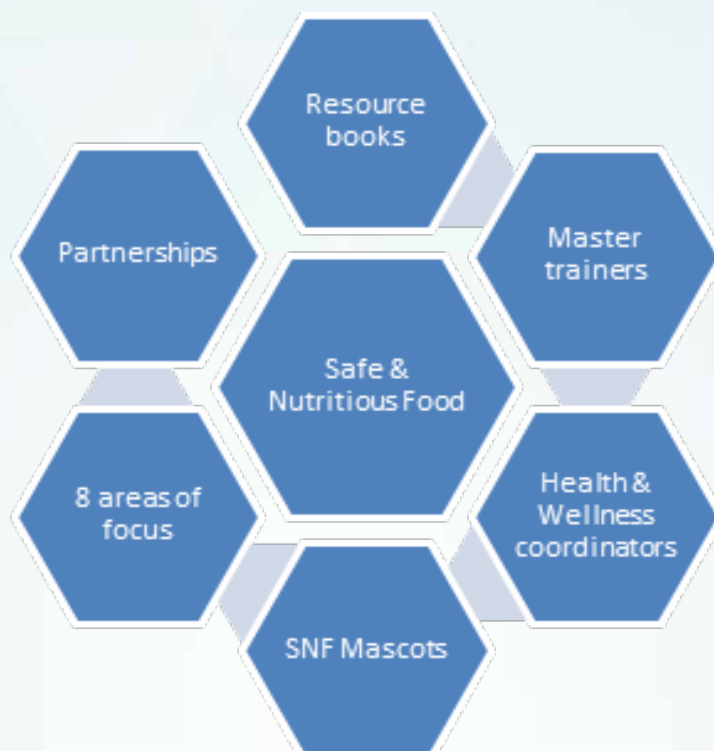 Resource
books
Master
trainers
Partnerships
Safe &
Nutritious Food
Health &
Wellness
coordinators
8 areas of
focus
SNF Mascots